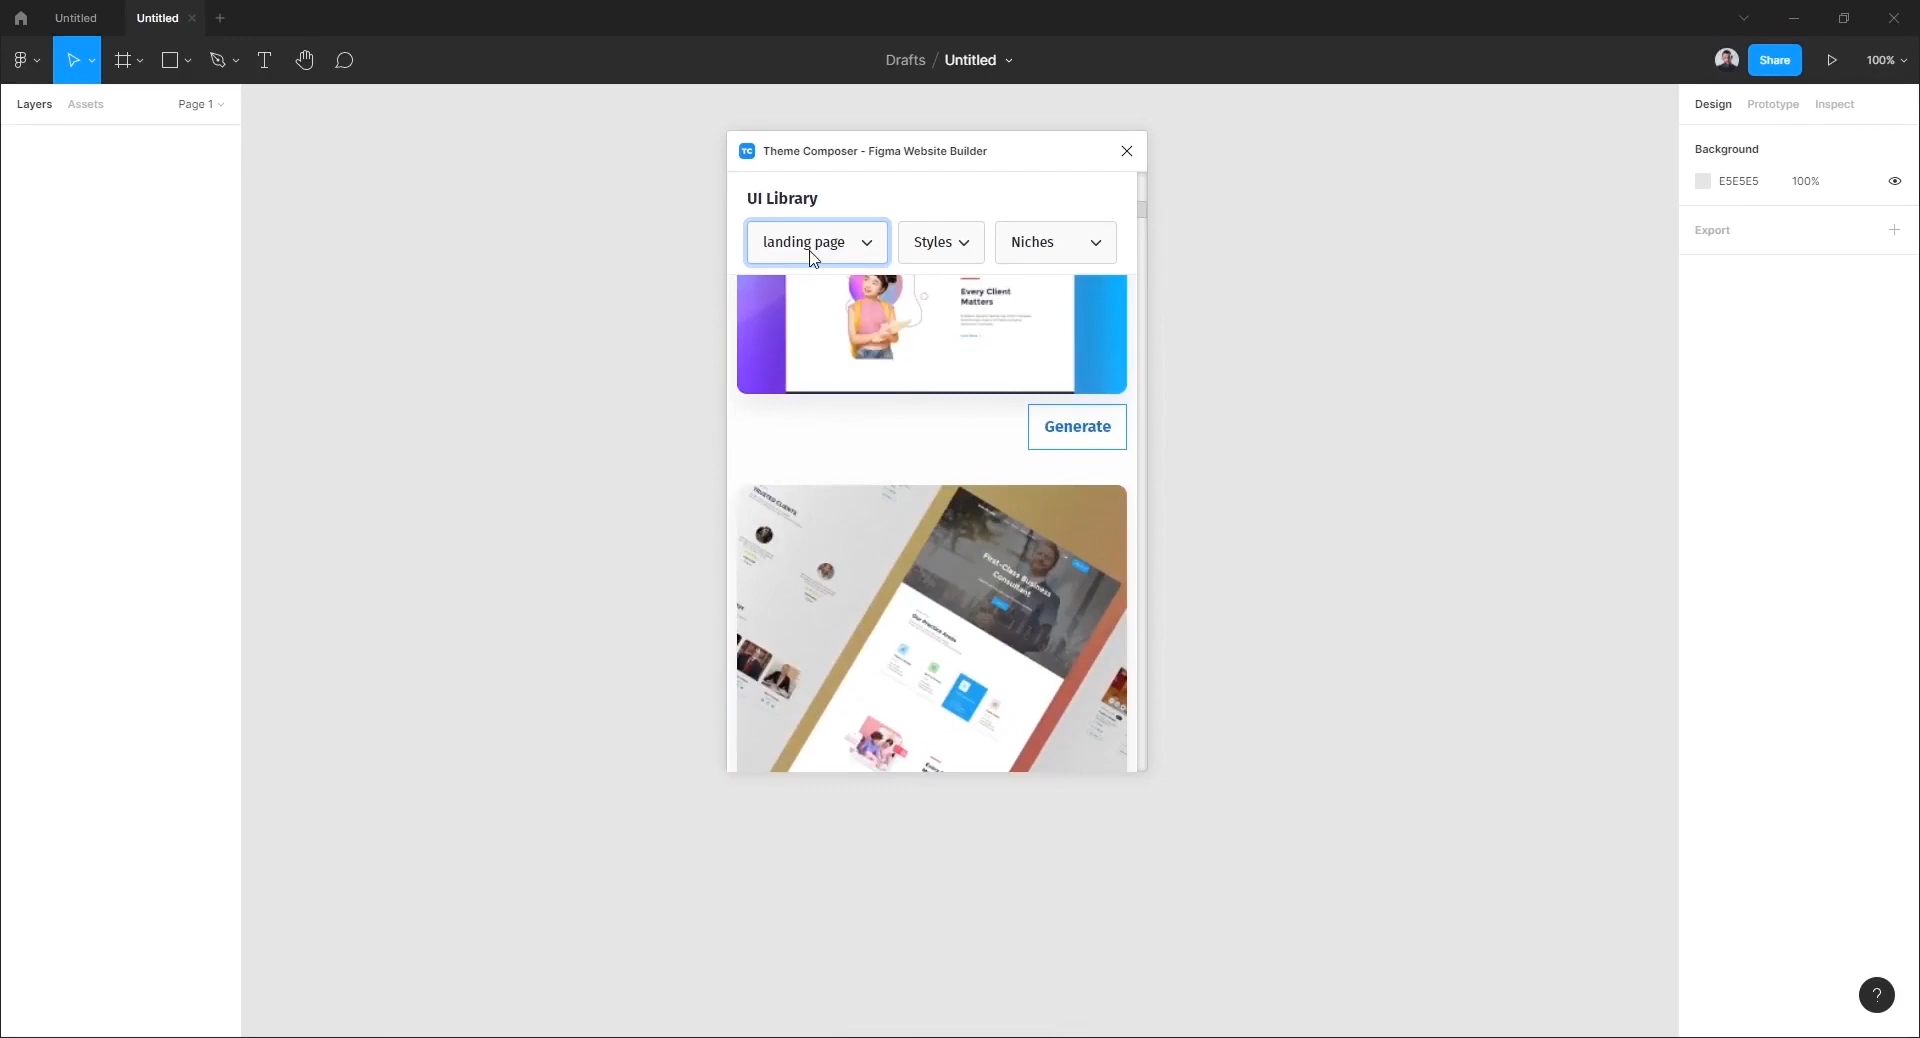 Untitled
Untitled
Drafts / Untitled
Share
100%
Layers Assets Page 1
Design Prototype Inspect
Background
E5E5E5 100%
Export
TC Theme Composer - Figma Website Builder
UI Library
landing page Styles Niches
Every Client
Matters
Generate
TRUSTED CLIENTS
First-Class Business
Consultant
Our Practice Areas
?